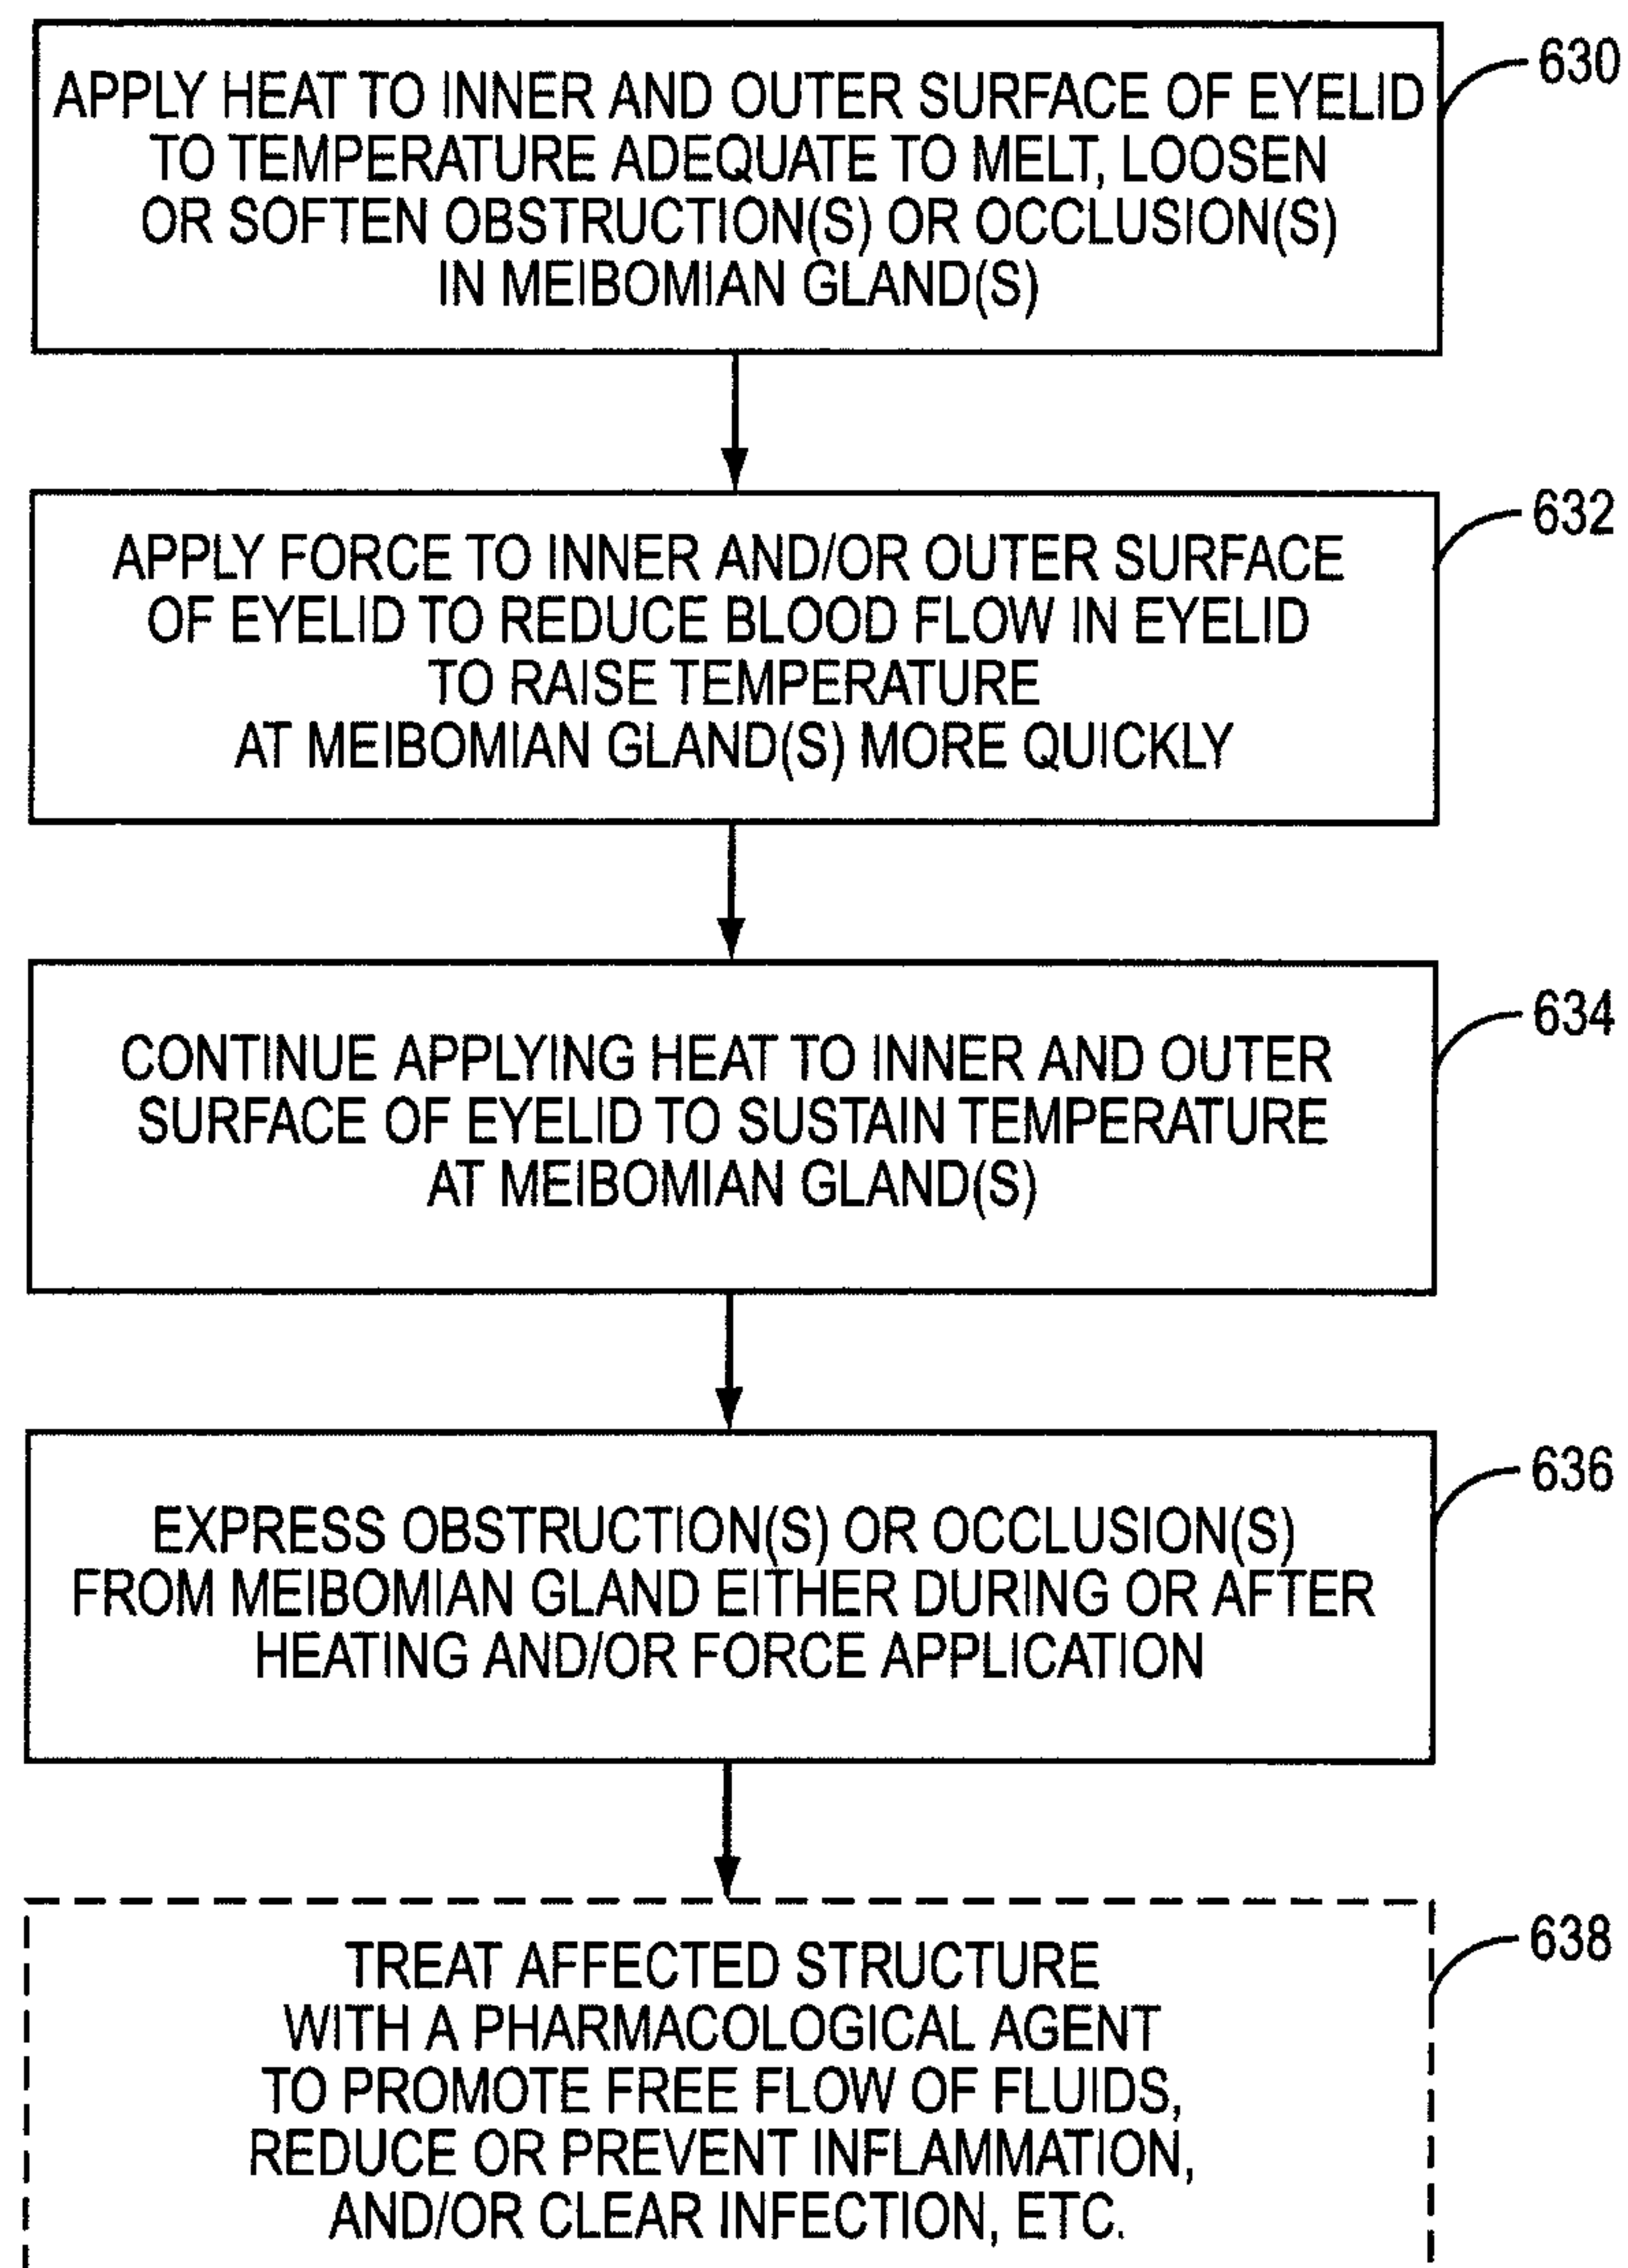 APPLY HEAT TO INNER AND OUTER SURFACE OF EYELID
TO TEMPERATURE ADEQUATE TO MELT, LOOSEN
OR SOFTEN OBSTRUCTION(S) OR OCCLUSION(S)
IN MEIBOMIAN GLAND(S)
630
APPLY FORCE TO INNER AND/OR OUTER SURFACE
OF EYELID TO REDUCE BLOOD FLOW IN EYELID
TO RAISE TEMPERATURE
AT MEIBOMIAN GLAND(S) MORE QUICKLY
632
CONTINUE APPLYING HEAT TO INNER AND OUTER
SURFACE OF EYELID TO SUSTAIN TEMPERATURE
AT MEIBOMIAN GLAND(S)
634
EXPRESS OBSTRUCTION(S) OR OCCLUSION(S)
FROM MEIBOMIAN GLAND EITHER DURING OR AFTER
HEATING AND/OR FORCE APPLICATION
636
TREAT AFFECTED STRUCTURE
WITH A PHARMACOLOGICAL AGENT
TO PROMOTE FREE FLOW OF FLUIDS,
REDUCE OR PREVENT INFLAMMATION,
AND/OR CLEAR INFECTION, ETC.
638